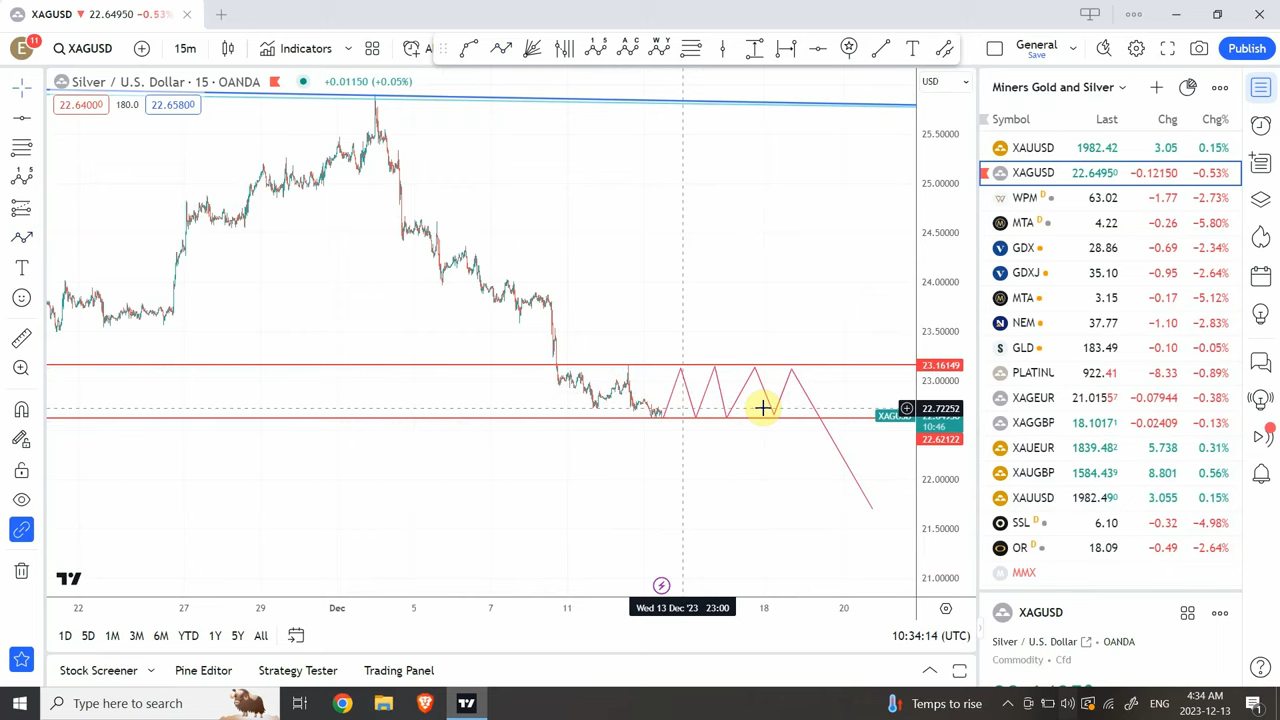 XAGUSD 22.64950 −0.53%
E 11 XAGUSD 15m Indicators A General Save Publish
Silver / U.S. Dollar · 15 · OANDA +0.01150 (+0.05%)
USD
22.64000 180.0 22.65800
25.50000
25.00000
24.50000
24.00000
23.50000
23.16149
23.00000
22.72252
10:46
22.62122
22.00000
21.50000
21.00000
22 27 29 Dec 5 7 11 Wed 13 Dec '23 23:00 18 20
1D 5D 1M 3M 6M YTD 1Y 5Y All 10:34:14 (UTC)
Stock Screener Pine Editor Strategy Tester Trading Panel
Miners Gold and Silver
Symbol Last Chg Chg%
XAUUSD 1982.42 3.05 0.15%
XAGUSD 22.6495⁰ −0.12150 −0.53%
WPM D 63.02 −1.77 −2.73%
MTA D 4.22 −0.26 −5.80%
GDX 28.86 −0.69 −2.34%
GDXJ 35.10 −0.95 −2.64%
MTA 3.15 −0.17 −5.12%
NEM 37.77 −1.10 −2.83%
GLD 183.49 −0.10 −0.05%
PLATINU 922.41 −8.33 −0.89%
XAGEUR 21.0155⁷ −0.07944 −0.38%
XAGGBP 18.1017¹ −0.02409 −0.13%
XAUEUR 1839.48² 5.738 0.31%
XAUGBP 1584.43⁹ 8.801 0.56%
XAUUSD 1982.49⁰ 3.055 0.15%
SSL D 6.10 −0.32 −4.98%
OR D 18.09 −0.49 −2.64%
MMX
XAGUSD
Silver / U.S. Dollar OANDA
Commodity • Cfd
Type here to search
Temps to rise
ENG
4:34 AM
2023-12-13